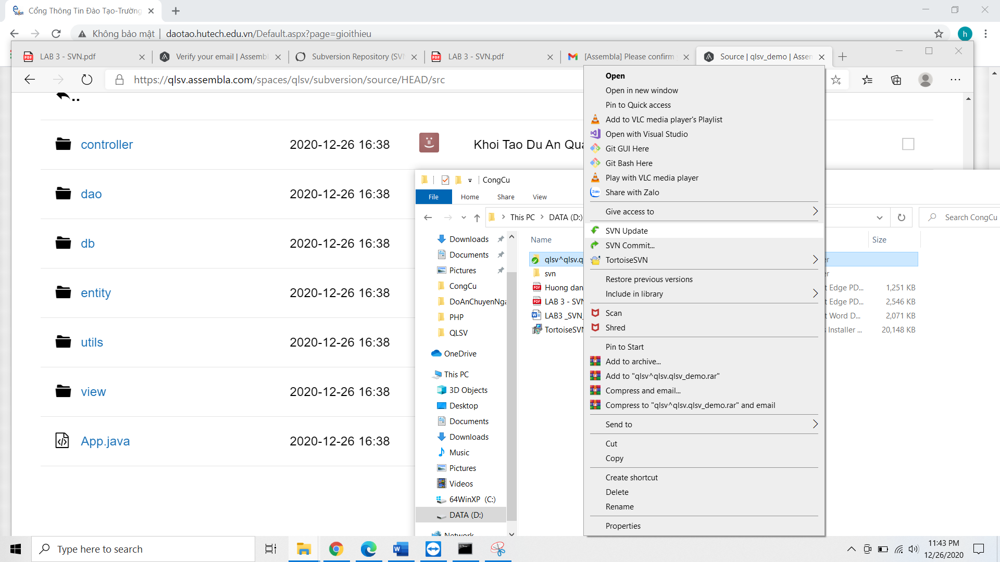 Cổng Thông Tin Đào Tạo-Trường
Không bảo mật
daotao.hutech.edu.vn/Default.aspx?page=gioithieu
h
LAB 3 - SVN.pdf
Verify your email | Assembl
Subversion Repository (SVN
LAB 3 - SVN.pdf
[Assembla] Please confirm
Source | qlsv_demo | Assem
https://qlsv.assembla.com/spaces/qlsv/subversion/source/HEAD/src
..
controller 2020-12-26 16:38 Khoi Tao Du An Qua
dao 2020-12-26 16:38
db 2020-12-26 16:38
entity 2020-12-26 16:38
utils 2020-12-26 16:38
view 2020-12-26 16:38
App.java 2020-12-26 16:38
CongCu
File Home Share View
This PC DATA (D:)
Search CongCu
Downloads
Documents
Pictures
CongCu
DoAnChuyenNga
PHP
QLSV
OneDrive
This PC
3D Objects
Desktop
Documents
Downloads
Music
Pictures
Videos
64WinXP (C:)
DATA (D:)
Network
Name Size
qlsv^qlsv.q er
svn er
Huong dan t Edge PD... 1,251 KB
LAB 3 - SVN t Edge PD... 2,546 KB
LAB3 _SVN_ t Word D... 2,071 KB
TortoiseSVN s Installer ... 20,148 KB
Open
Open in new window
Pin to Quick access
Add to VLC media player's Playlist
Open with Visual Studio
Git GUI Here
Git Bash Here
Play with VLC media player
Zalo Share with Zalo
Give access to
SVN Update
SVN Commit...
TortoiseSVN
Restore previous versions
Include in library
Scan
Shred
Pin to Start
Add to archive...
Add to "qlsv^qlsv.qlsv_demo.rar"
Compress and email...
Compress to "qlsv^qlsv.qlsv_demo.rar" and email
Send to
Cut
Copy
Create shortcut
Delete
Rename
Properties
Type here to search
11:43 PM
12/26/2020